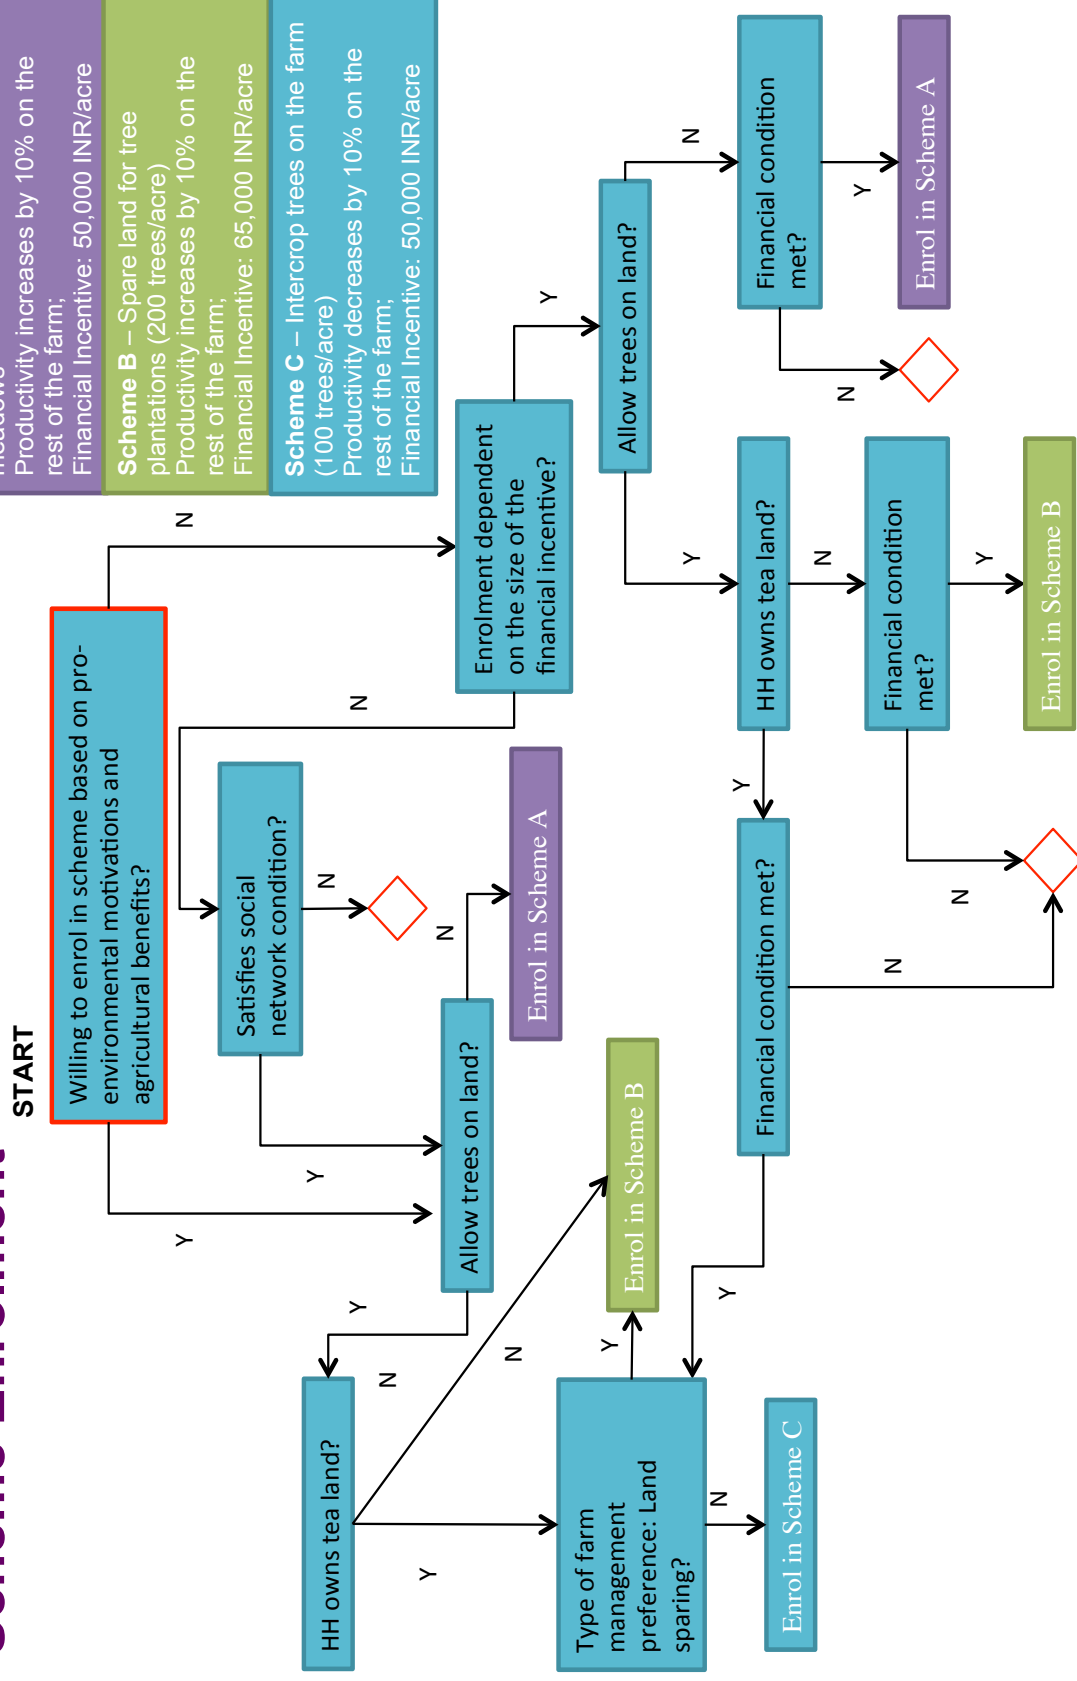 Scheme Enrolment
START
meadows
Productivity increases by 10% on the
rest of the farm;
Financial Incentive: 50,000 INR/acre
Scheme B – Spare land for tree
plantations (200 trees/acre)
Productivity increases by 10% on the
rest of the farm;
Financial Incentive: 65,000 INR/acre
Scheme C – Intercrop trees on the farm
(100 trees/acre)
Productivity decreases by 10% on the
rest of the farm;
Financial Incentive: 50,000 INR/acre
Willing to enrol in scheme based on pro-
environmental motivations and
agricultural benefits?
Y
N
Satisfies social
network condition?
Y
N
N
Enrolment dependent
on the size of the
financial incentive?
Y
Allow trees on land?
Y
N
Enrol in Scheme A
HH owns tea land?
N
Y
N
Type of farm
management
preference: Land
sparing?
Y
N
Enrol in Scheme B
Enrol in Scheme C
Allow trees on land?
Y
N
Financial condition
met?
N
Y
Enrol in Scheme A
HH owns tea land?
Y
N
Financial condition met?
Y
N
Financial condition
met?
N
Y
Enrol in Scheme B